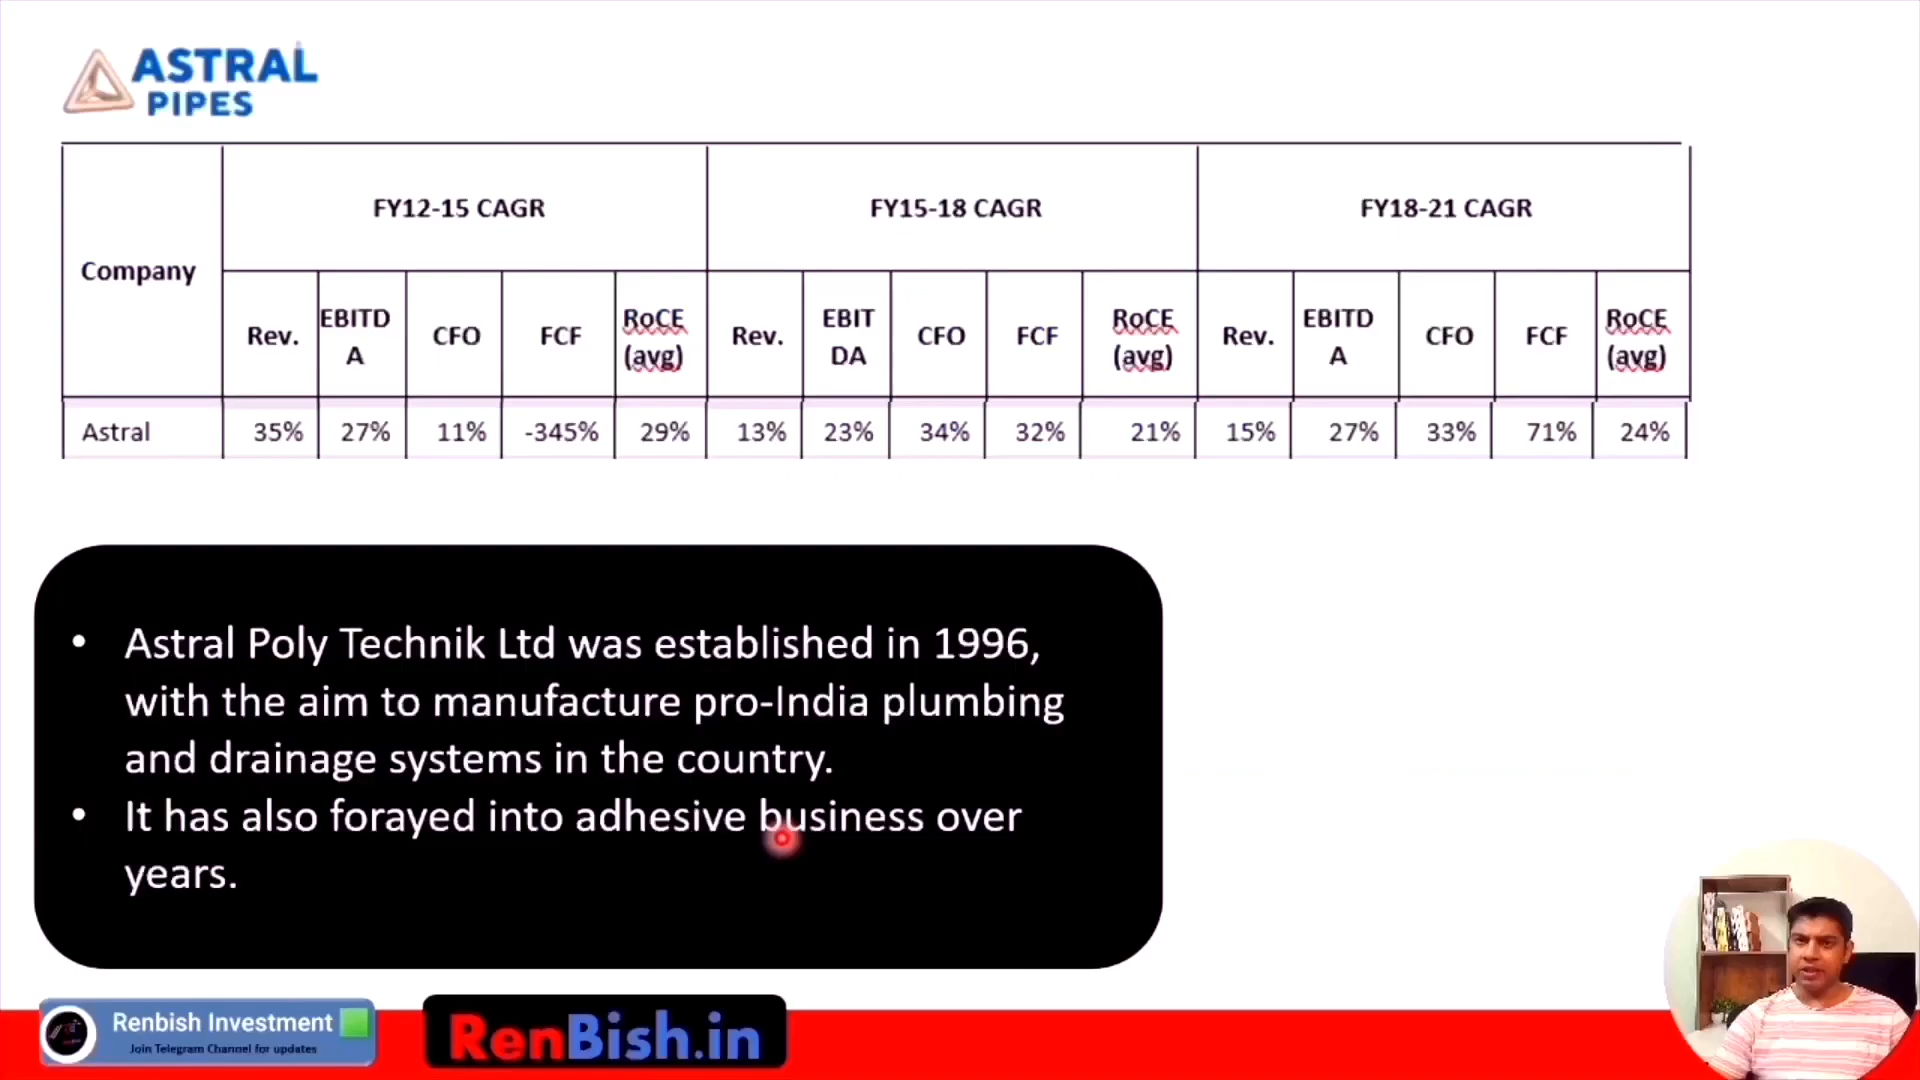 ASTRAL
PIPES
Company
FY12-15 CAGR
FY15-18 CAGR
FY18-21 CAGR
Rev.
EBITD
A
CFO
FCF
RoCE
(avg)
Rev.
EBIT
DA
CFO
FCF
RoCE
(avg)
Rev.
EBITD
A
CFO
FCF
RoCE
(avg)
Astral 35% 27% 11% -345% 29% 13% 23% 34% 32% 21% 15% 27% 33% 71% 24%
• Astral Poly Technik Ltd was established in 1996,
with the aim to manufacture pro-India plumbing
and drainage systems in the country.
• It has also forayed into adhesive business over
years.
Renbish Investment
Join Telegram Channel for updates
RenBish.in